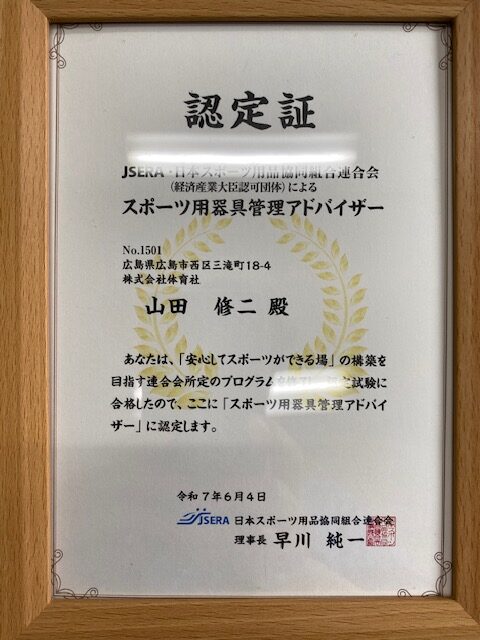 認定証
JSERA・日本スポーツ用品協同組合連合会
(経済産業大臣認可団体)による
スポーツ用器具管理アドバイザー
No.1501
広島県広島市西区三滝町18-4
株式会社体育社
山田 修二 殿
あなたは、「安心してスポーツができる場」の構築を
目指す連合会所定のプログラムを修了し、認定試験に
合格したので、ここに「スポーツ用器具管理アドバイ
ザー」に認定します。
令和7年6月4日
JSERA 日本スポーツ用品協同組合連合会
理事長 早川 純一